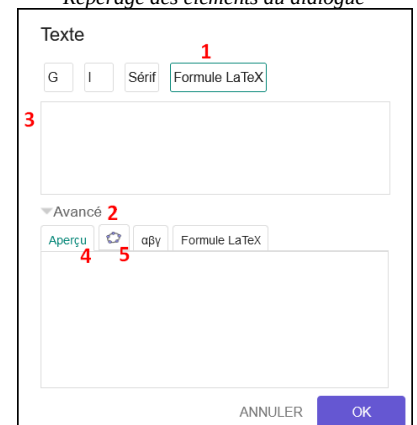 Repérage des éléments du dialogue
Texte
1
G I Sérif Formule LaTeX
3
Avancé 2
Aperçu αβγ Formule LaTeX
4 5
ANNULER OK